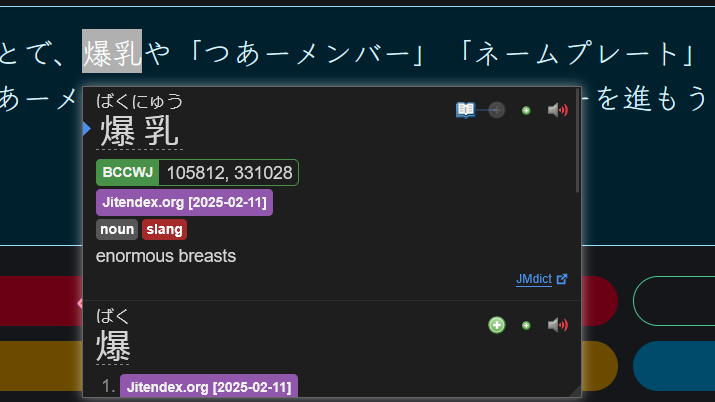 とで、爆乳や「つあーメンバー」「ネームプレート」
あーメ
を進もう
ばくにゅう
爆乳
BCCWJ 105812, 331028
Jitendex.org [2025-02-11]
noun slang
enormous breasts
JMdict
ばく
爆
1. Jitendex.org [2025-02-11]